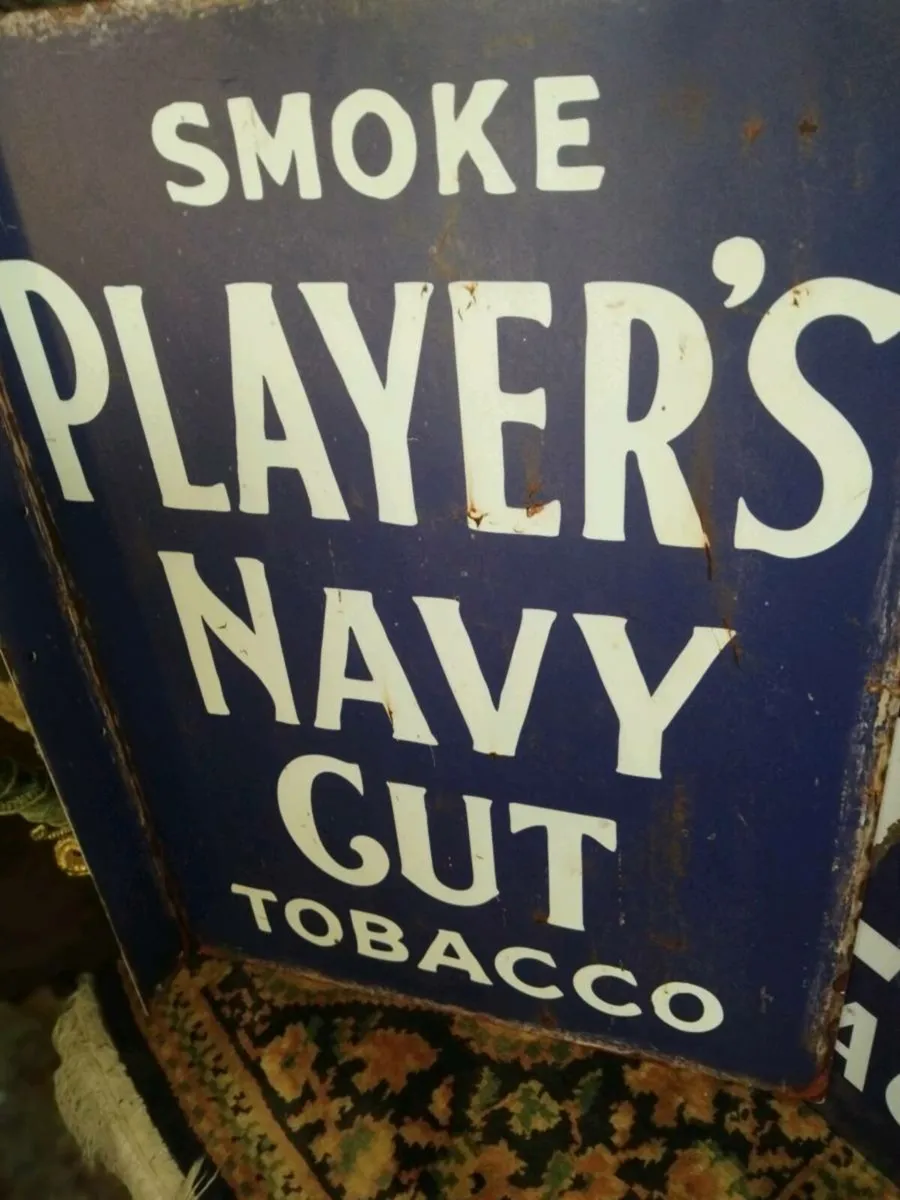 SMOKE
PLAYER'S
NAVY
CUT
TOBACCO